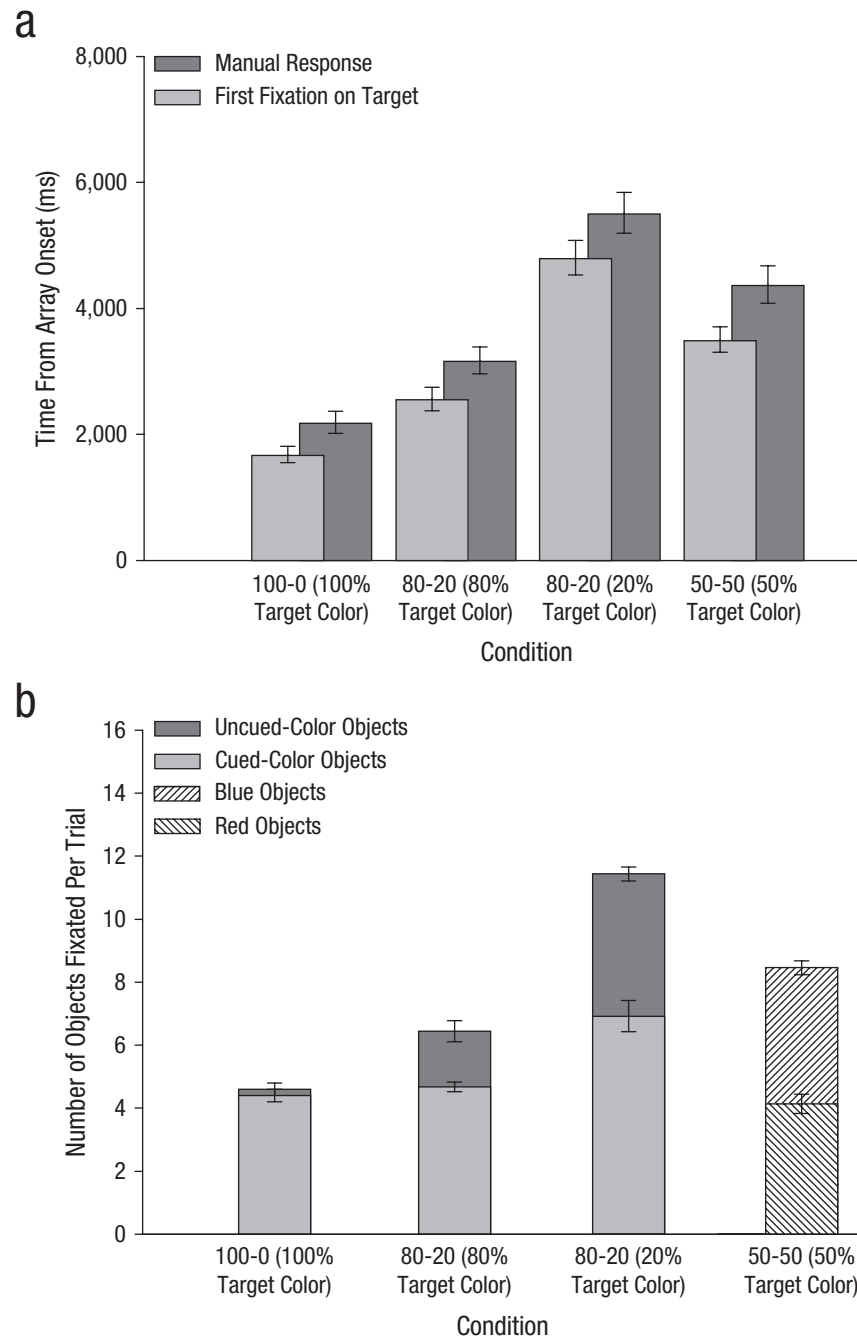 a
8,000
6,000
4,000
2,000
0
Time From Array Onset (ms)
Manual Response
First Fixation on Target
100-0 (100%
Target Color)
80-20 (80%
Target Color)
80-20 (20%
Target Color)
50-50 (50%
Target Color)
Condition
b
16
14
12
10
8
6
4
2
0
Number of Objects Fixated Per Trial
Uncued-Color Objects
Cued-Color Objects
Blue Objects
Red Objects
100-0 (100%
Target Color)
80-20 (80%
Target Color)
80-20 (20%
Target Color)
50-50 (50%
Target Color)
Condition